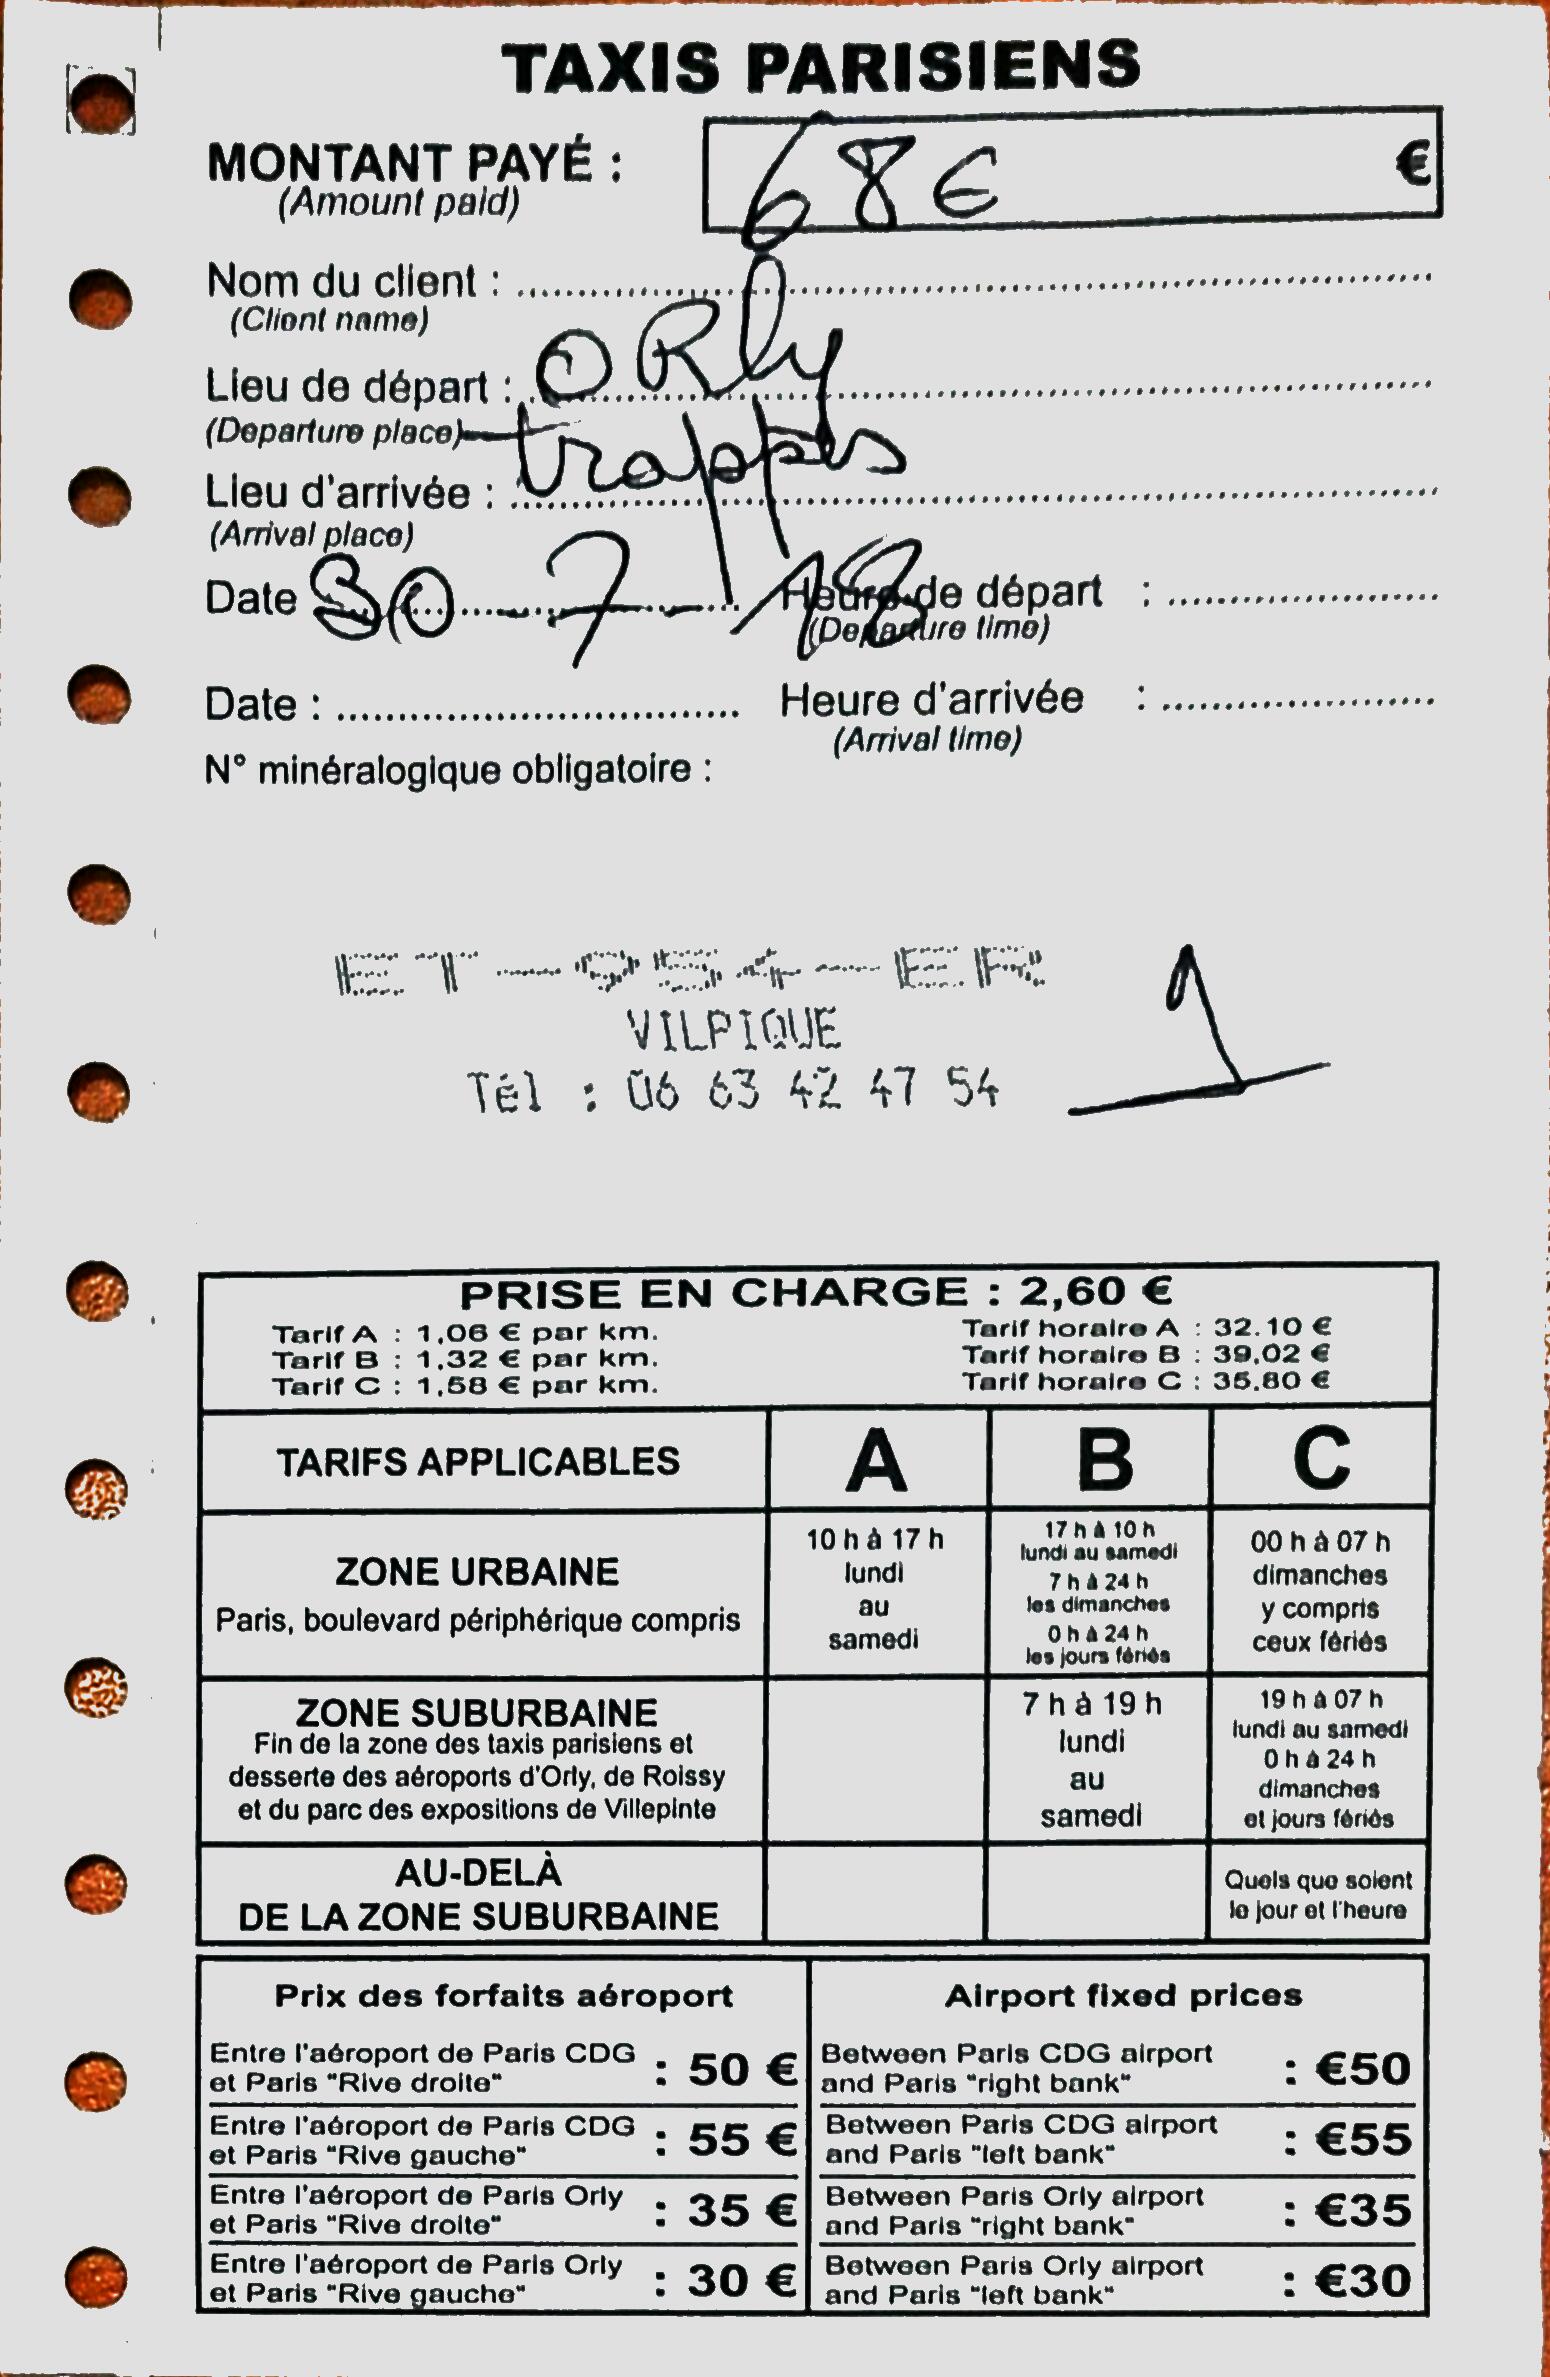 TAXIS PARISIENS
MONTANT PAYÉ : 68 € €
(Amount paid)
Nom du client :
(Client name)
Lieu de départ : ORly
(Departure place)
Lieu d'arrivée : trappes
(Arrival place)
Date 30-7-18 Heure de départ :
(Departure time)
Date : Heure d'arrivée :
(Arrival time)
N° minéralogique obligatoire :
ET-954-ER
VILPIQUE
Tél : 06 63 42 47 54
PRISE EN CHARGE : 2,60 €
Tarif A : 1,06 € par km. Tarif horaire A : 32.10 €
Tarif B : 1,32 € par km. Tarif horaire B : 39,02 €
Tarif C : 1,58 € par km. Tarif horaire C : 35,80 €
TARIFS APPLICABLES A B C
ZONE URBAINE
Paris, boulevard périphérique compris
10 h à 17 h
lundi
au
samedi
17 h à 10 h
lundi au samedi
7 h à 24 h
les dimanches
0 h à 24 h
les jours fériés
00 h à 07 h
dimanches
y compris
ceux fériés
ZONE SUBURBAINE
Fin de la zone des taxis parisiens et
desserte des aéroports d'Orly, de Roissy
et du parc des expositions de Villepinte
7 h à 19 h
lundi
au
samedi
19 h à 07 h
lundi au samedi
0 h à 24 h
dimanches
et jours fériés
AU-DELÀ
DE LA ZONE SUBURBAINE
Quels que soient
le jour et l'heure
Prix des forfaits aéroport
Entre l'aéroport de Paris CDG
et Paris "Rive droite" : 50 €
Entre l'aéroport de Paris CDG
et Paris "Rive gauche" : 55 €
Entre l'aéroport de Paris Orly
et Paris "Rive droite" : 35 €
Entre l'aéroport de Paris Orly
et Paris "Rive gauche" : 30 €
Airport fixed prices
Between Paris CDG airport
and Paris "right bank" : €50
Between Paris CDG airport
and Paris "left bank" : €55
Between Paris Orly airport
and Paris "right bank" : €35
Between Paris Orly airport
and Paris "left bank" : €30